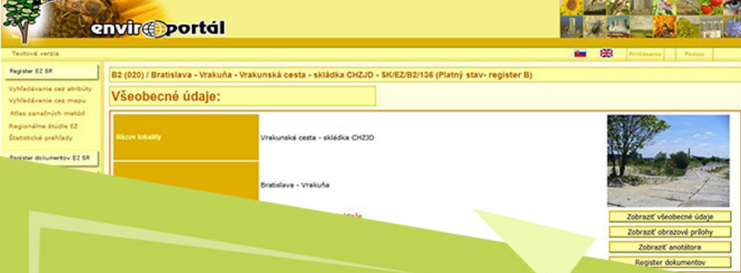 enviroportál
Textová verzia
Prihlásenie
Pomoc
Register EZ SR
B2 (020) / Bratislava - Vrakuňa - Vrakunská cesta - skládka CHZJD - SK/EZ/B2/136 (Platný stav- register B)
Vyhľadávanie cez atribúty
Vyhľadávanie cez mapu
Atlas sanačných metód
Regionálne štúdie EZ
Štatistické prehľady
Register dokumentov EZ SR
Všeobecné údaje:
Názov lokality
Vrakunská cesta - skládka CHZJD
Bratislava - Vrakuňa
Zobraziť všeobecné údaje
Zobraziť obrazové prílohy
Zobraziť anotátora
Register dokumentov